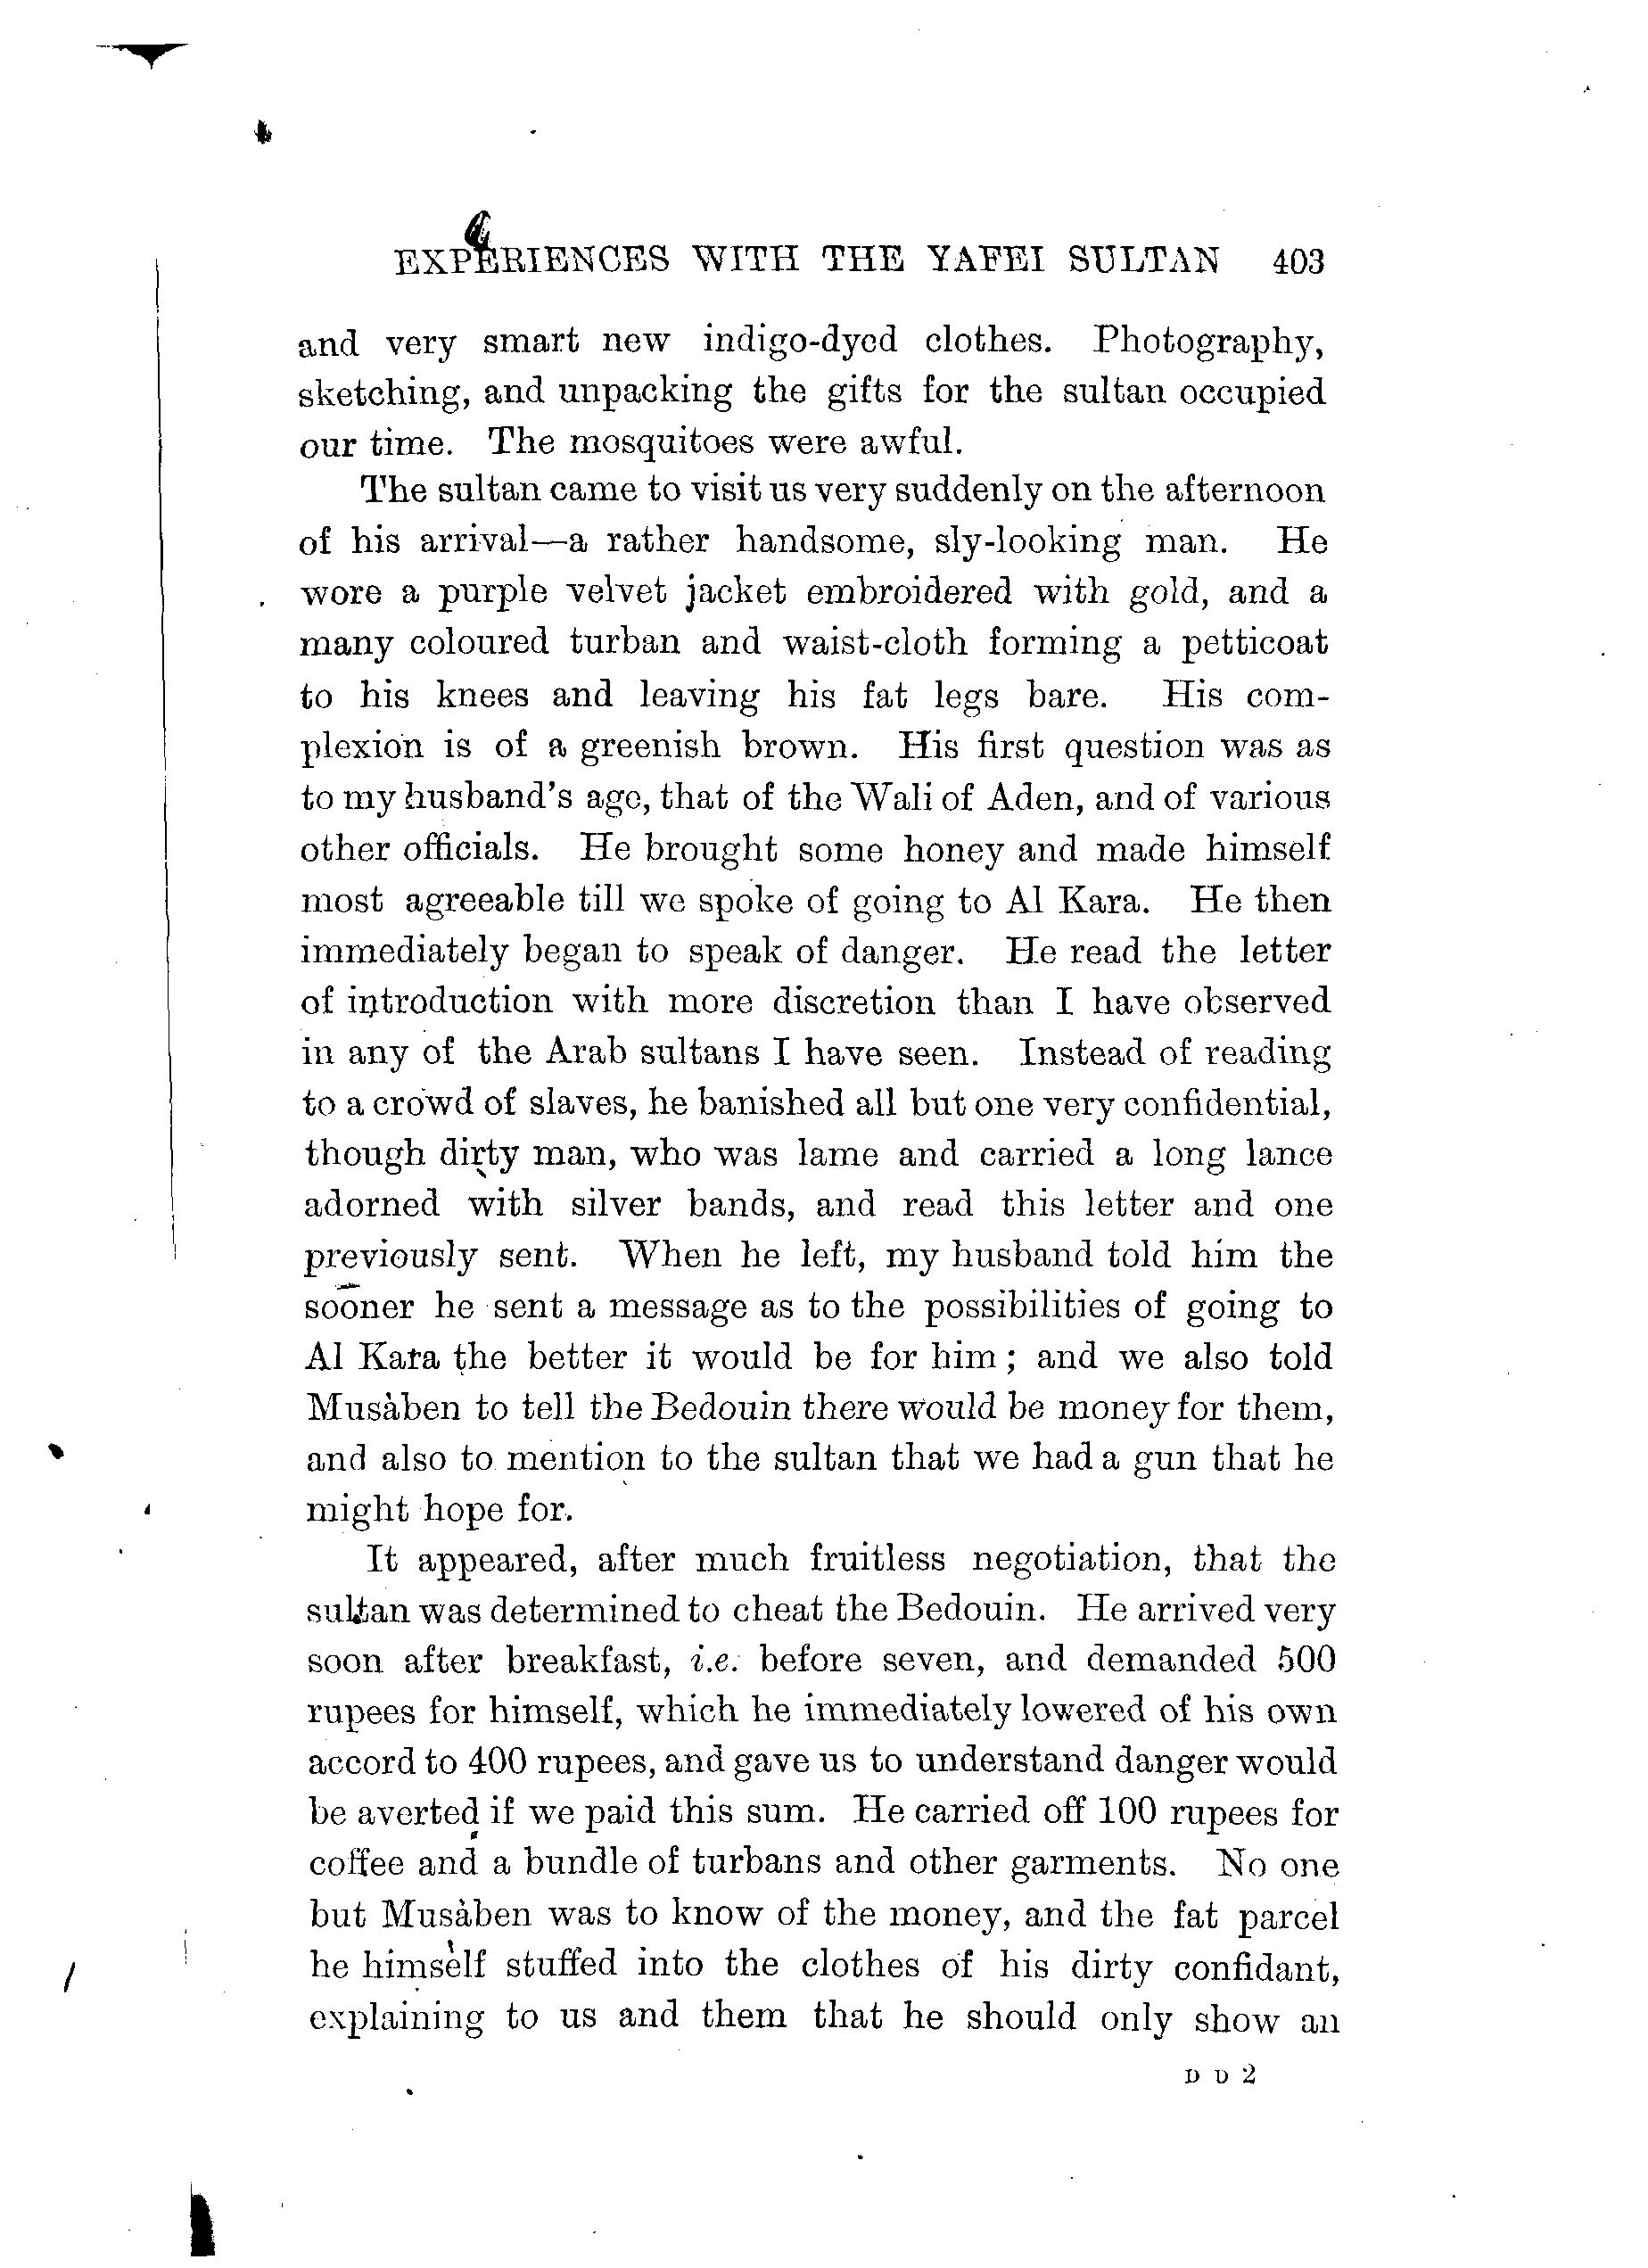 EXPERIENCES WITH THE YAFEI SULTAN 403
and very smart new indigo-dyed clothes. Photography,
sketching, and unpacking the gifts for the sultan occupied
our time. The mosquitoes were awful.
The sultan came to visit us very suddenly on the afternoon
of his arrival—a rather handsome, sly-looking man. He
wore a purple velvet jacket embroidered with gold, and a
many coloured turban and waist-cloth forming a petticoat
to his knees and leaving his fat legs bare. His com-
plexion is of a greenish brown. His first question was as
to my husband's age, that of the Wali of Aden, and of various
other officials. He brought some honey and made himself
most agreeable till we spoke of going to Al Kara. He then
immediately began to speak of danger. He read the letter
of introduction with more discretion than I have observed
in any of the Arab sultans I have seen. Instead of reading
to a crowd of slaves, he banished all but one very confidential,
though dirty man, who was lame and carried a long lance
adorned with silver bands, and read this letter and one
previously sent. When he left, my husband told him the
sooner he sent a message as to the possibilities of going to
Al Kara the better it would be for him; and we also told
Musàben to tell the Bedouin there would be money for them,
and also to mention to the sultan that we had a gun that he
might hope for.
It appeared, after much fruitless negotiation, that the
sultan was determined to cheat the Bedouin. He arrived very
soon after breakfast, i.e. before seven, and demanded 500
rupees for himself, which he immediately lowered of his own
accord to 400 rupees, and gave us to understand danger would
be averted if we paid this sum. He carried off 100 rupees for
coffee and a bundle of turbans and other garments. No one
but Musàben was to know of the money, and the fat parcel
he himself stuffed into the clothes of his dirty confidant,
explaining to us and them that he should only show an
D D 2